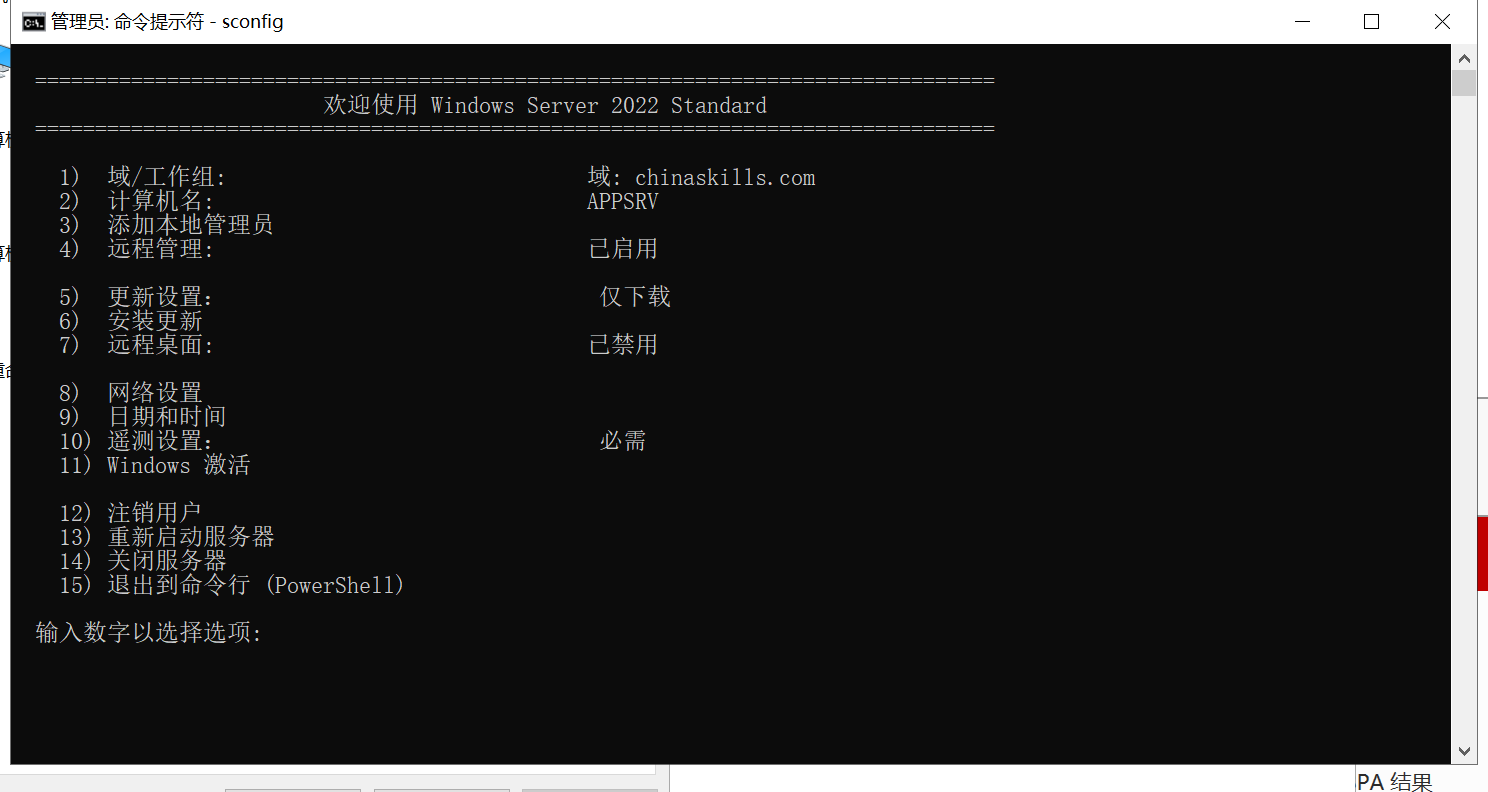 管理员: 命令提示符 - sconfig
================================================================================
欢迎使用 Windows Server 2022 Standard
================================================================================
1) 域/工作组: 域: chinaskills.com
2) 计算机名: APPSRV
3) 添加本地管理员
4) 远程管理: 已启用
5) 更新设置: 仅下载
6) 安装更新
7) 远程桌面: 已禁用
8) 网络设置
9) 日期和时间
10) 遥测设置: 必需
11) Windows 激活
12) 注销用户
13) 重新启动服务器
14) 关闭服务器
15) 退出到命令行 (PowerShell)
输入数字以选择选项:
PA 结果